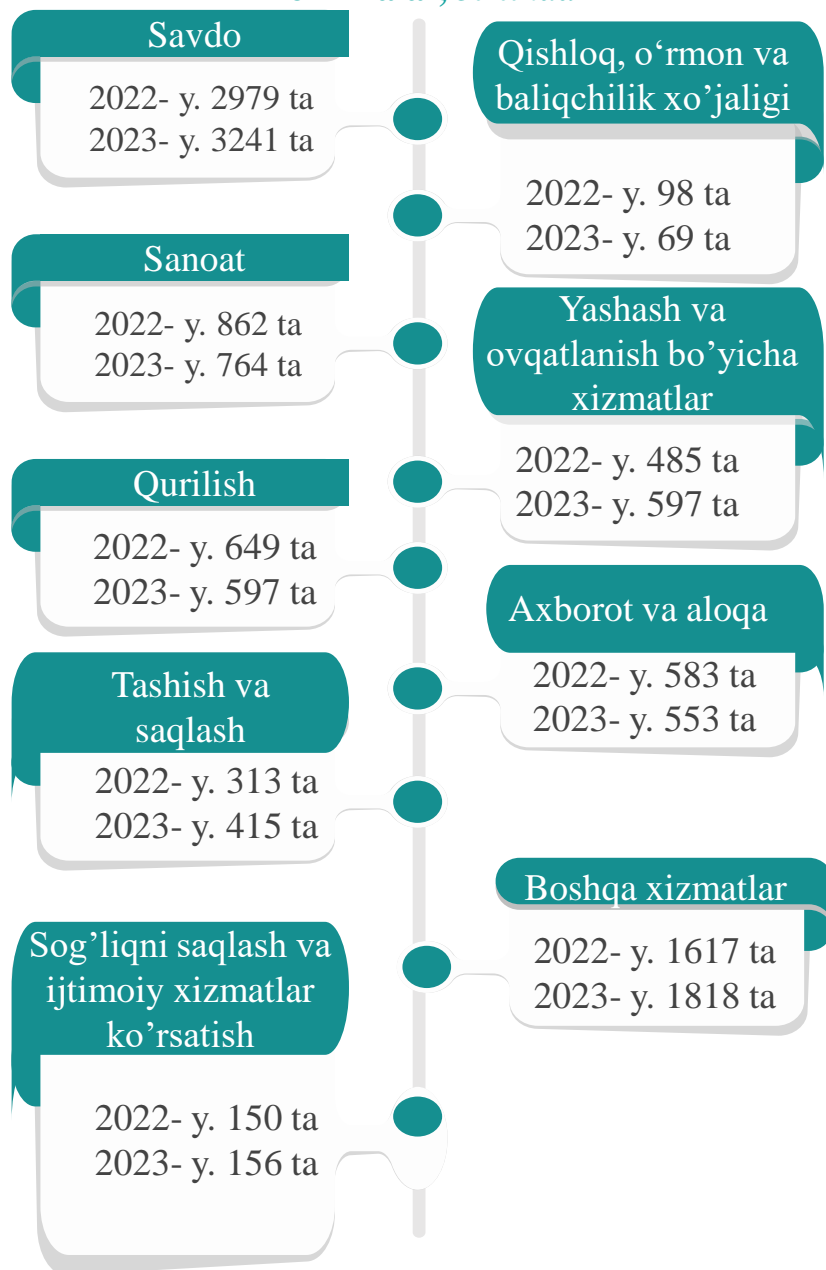 Savdo
2022- y. 2979 ta
2023- y. 3241 ta
Qishloq, o‘rmon va
baliqchilik xo’jaligi
2022- y. 98 ta
2023- y. 69 ta
Sanoat
2022- y. 862 ta
2023- y. 764 ta
Yashash va
ovqatlanish bo’yicha
xizmatlar
2022- y. 485 ta
2023- y. 597 ta
Qurilish
2022- y. 649 ta
2023- y. 597 ta
Axborot va aloqa
2022- y. 583 ta
2023- y. 553 ta
Tashish va
saqlash
2022- y. 313 ta
2023- y. 415 ta
Boshqa xizmatlar
2022- y. 1617 ta
2023- y. 1818 ta
Sog’liqni saqlash va
ijtimoiy xizmatlar
ko’rsatish
2022- y. 150 ta
2023- y. 156 ta